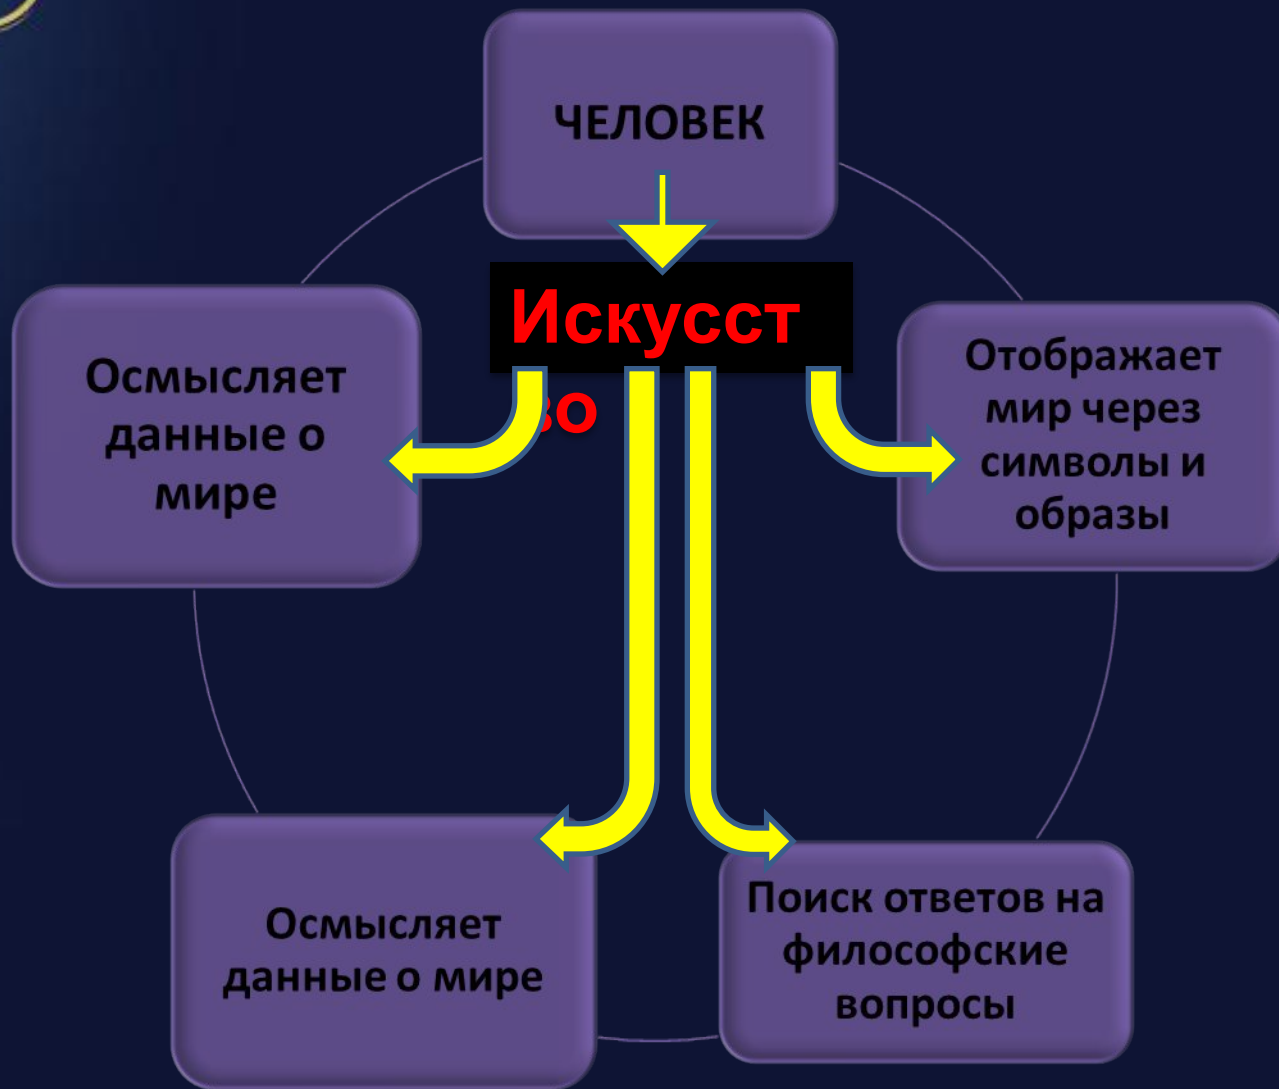 ЧЕЛОВЕК
Искусст
во
Осмысляет
данные о
мире
Отображает
мир через
символы и
образы
Осмысляет
данные о мире
Поиск ответов на
философские
вопросы